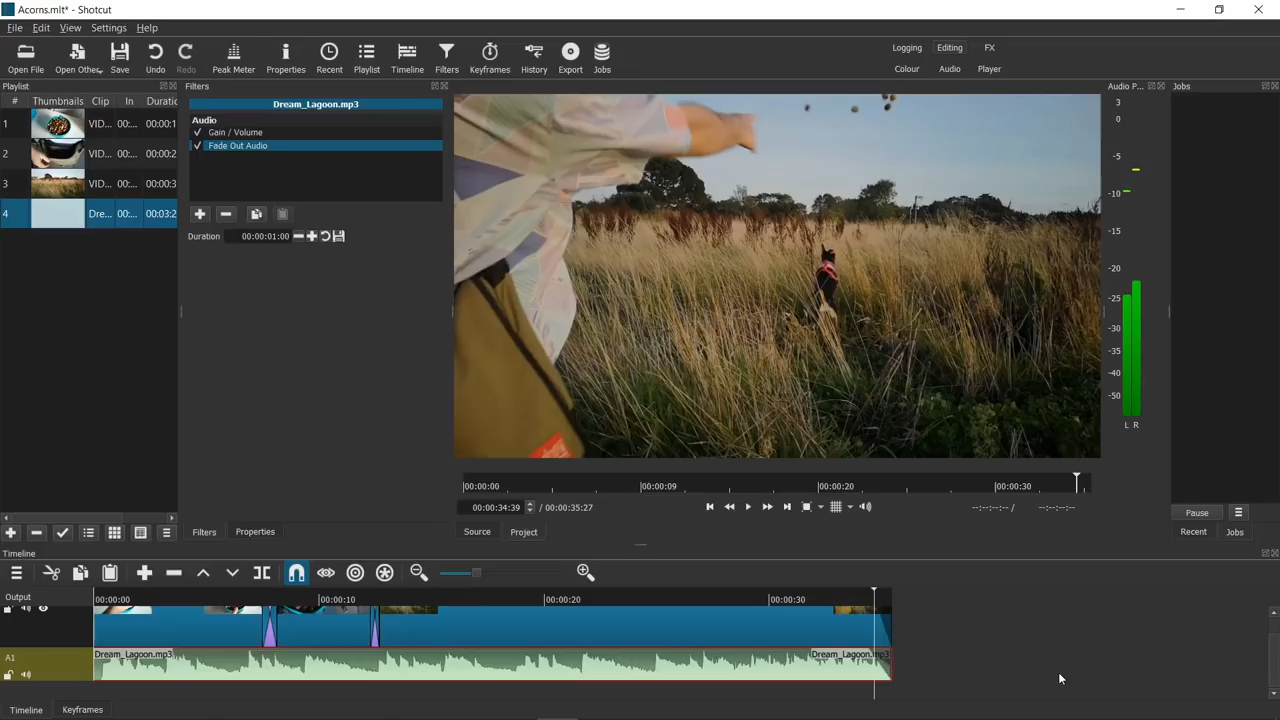 Acorns.mlt* - Shotcut
File Edit View Settings Help
Open File Open Other.. Save Undo Redo Peak Meter Properties Recent Playlist Timeline Filters Keyframes History Export Jobs
Logging Editing FX
Colour Audio Player
Playlist
# Thumbnails Clip In Duratio
1 VID... 00:... 00:00:1
2 VID... 00:... 00:00:2
3 VID... 00:... 00:00:3
4 Dre... 00:... 00:03:2
Filters
Dream_Lagoon.mp3
Audio
Gain / Volume
Fade Out Audio
Duration 00:00:01:00
00:00:00 00:00:09 00:00:20 00:00:30
00:00:34:39 / 00:00:35:27
--:--:--:-- / --:--:--:--
Source Project
Filters Properties
Audio P...
3
0
-5
-10
-15
-20
-25
-30
-35
-40
-50
L R
Jobs
Pause
Recent Jobs
Timeline
Output
00:00:00 00:00:10 00:00:20 00:00:30
A1
Dream_Lagoon.mp3 Dream_Lagoon.mp3
Timeline Keyframes